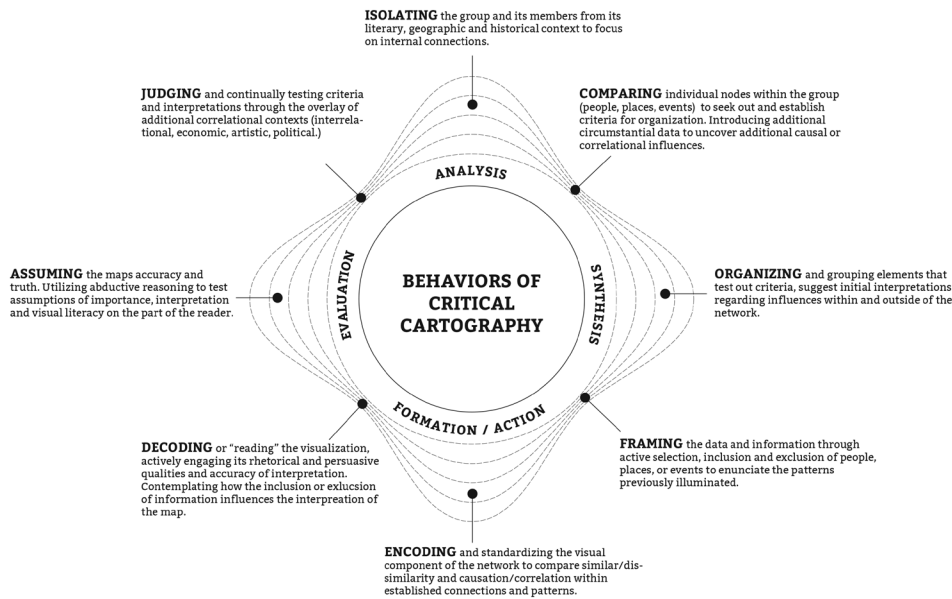 ISOLATING the group and its members from its
literary, geographic and historical context to focus
on internal connections.
JUDGING and continually testing criteria
and interpretations through the overlay of
additional correlational contexts (interrela-
tional, economic, artistic, political.)
COMPARING individual nodes within the group
(people, places, events) to seek out and establish
criteria for organization. Introducing additional
circumstantial data to uncover additional causal or
correlational influences.
ANALYSIS
ASSUMING the maps accuracy and
truth. Utilizing abductive reasoning to test
assumptions of importance, interpretation
and visual literacy on the part of the reader.
EVALUATION
BEHAVIORS OF
CRITICAL
CARTOGRAPHY
SYNTHESIS
ORGANIZING and grouping elements that
test out criteria, suggest initial interpretations
regarding influences within and outside of the
network.
FORMATION / ACTION
DECODING or “reading” the visualization,
actively engaging its rhetorical and persuasive
qualities and accuracy of interpretation.
Contemplating how the inclusion or exlucsion
of information influences the interpreation of
the map.
FRAMING the data and information through
active selection, inclusion and exclusion of people,
places, or events to enunciate the patterns
previously illuminated.
ENCODING and standardizing the visual
component of the network to compare similar/dis-
similarity and causation/correlation within
established connections and patterns.